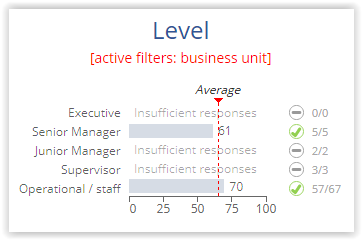 Level
[active filters: business unit]
Average
Executive Insufficient responses 0/0
Senior Manager 61 5/5
Junior Manager Insufficient responses 2/2
Supervisor Insufficient responses 3/3
Operational / staff 70 57/67
0 25 50 75 100